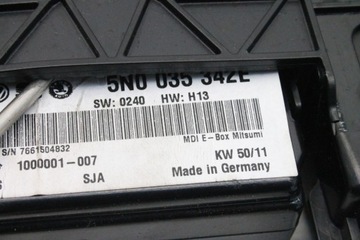 5N0 035 342E
SW: 0240 HW: H13
MDI E-Box Mitsumi
S/N 7661504832
1000001-007
KW 50/11
SJA
Made in Germany